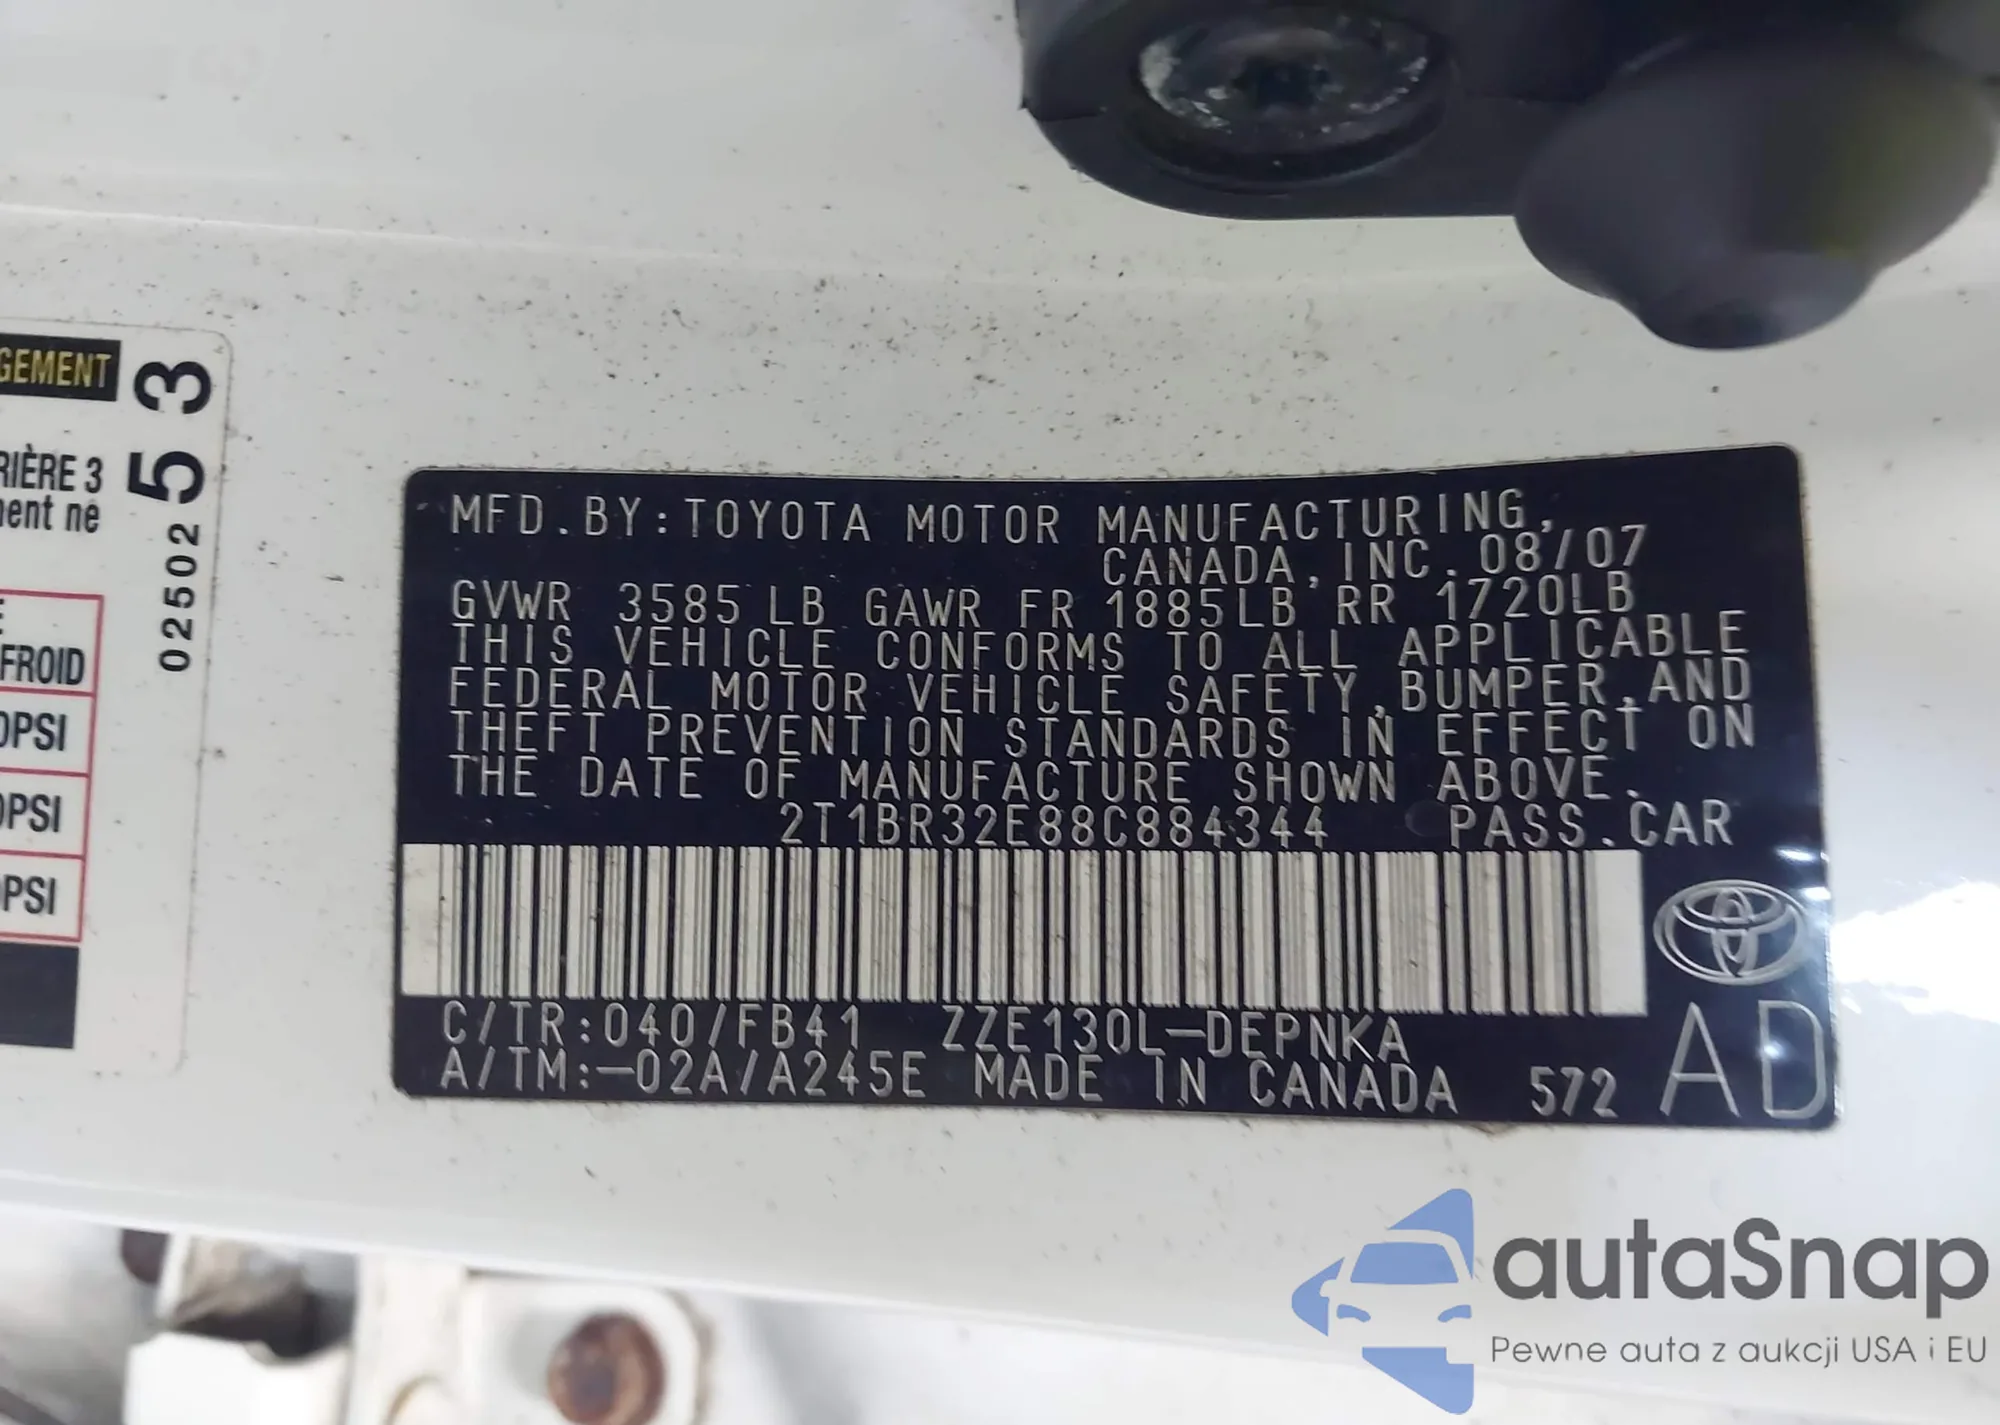 GEMENT
RIÈRE 3
ment ne
FROID
PSI
PSI
PSI
02502 5 3
MFD.BY:TOYOTA MOTOR MANUFACTURING,
CANADA,INC. 08/07
GVWR 3585LB GAWR FR 1885LB RR 1720LB
THIS VEHICLE CONFORMS TO ALL APPLICABLE
FEDERAL MOTOR VEHICLE SAFETY,BUMPER,AND
THEFT PREVENTION STANDARDS IN EFFECT ON
THE DATE OF MANUFACTURE SHOWN ABOVE.
2T1BR32E88C884344 PASS.CAR
C/TR:040/FB41 ZZE130L-DEPNKA
A/TM:-02A/A245E MADE IN CANADA 572
AD
autaSnap
Pewne auta z aukcji USA i EU